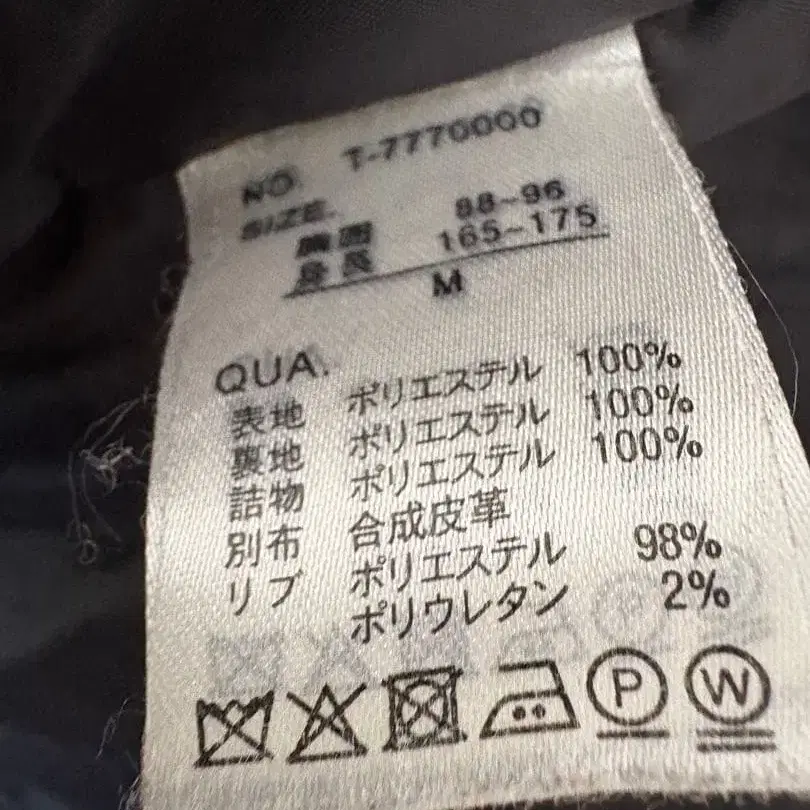 NO. T-7770000
SIZE.
胸囲 88~96
身長 165~175
M
QUA.
表地 ポリエステル 100%
裏地 ポリエステル 100%
詰物 ポリエステル 100%
別布 合成皮革
リブ ポリエステル 98%
ポリウレタン 2%
P W